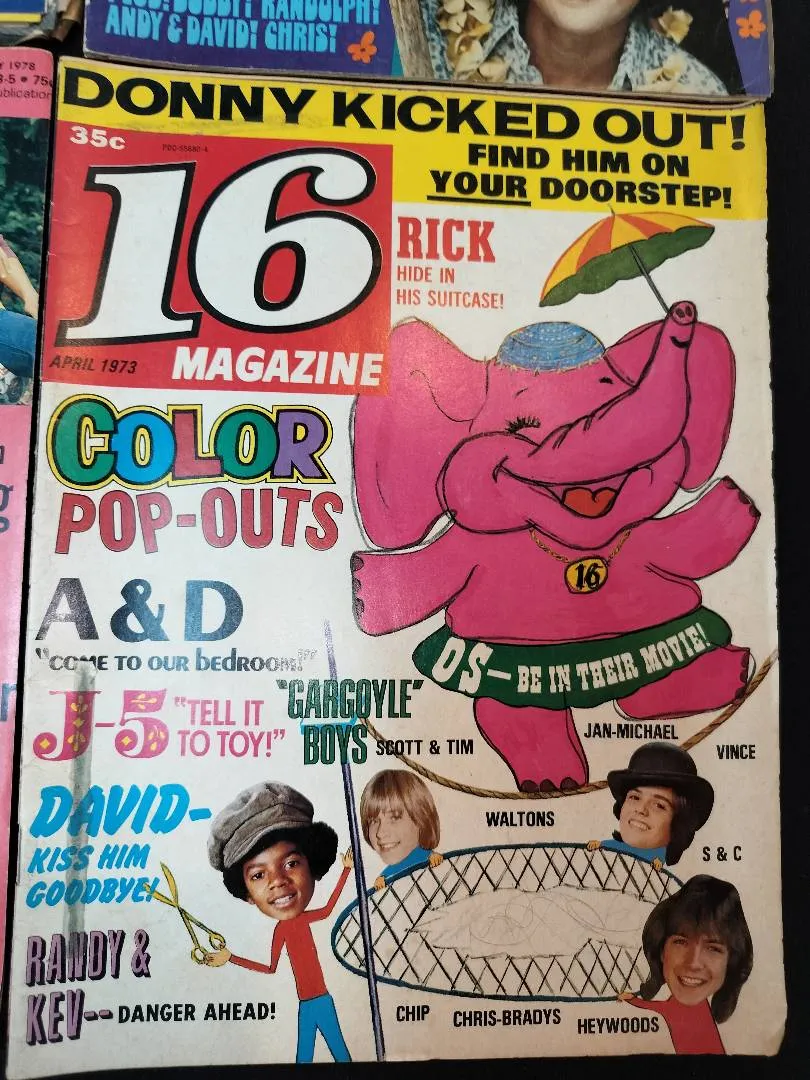 ANDY & DAVID! CHRIS!
1978
75¢
DONNY KICKED OUT!
FIND HIM ON
YOUR DOORSTEP!
35c
16
APRIL 1973
MAGAZINE
RICK
HIDE IN
HIS SUITCASE!
COLOR
POP-OUTS
16
A & D
"COME TO OUR bedroom!"
OS— BE IN THEIR MOVIE!
J-5 "TELL IT
TO TOY!"
"GARGOYLE"
BOYS SCOTT & TIM
JAN-MICHAEL
VINCE
DAVID-
KISS HIM
GOODBYE!
WALTONS
S & C
RANDY &
KEV-- DANGER AHEAD!
CHIP
CHRIS-BRADYS
HEYWOODS